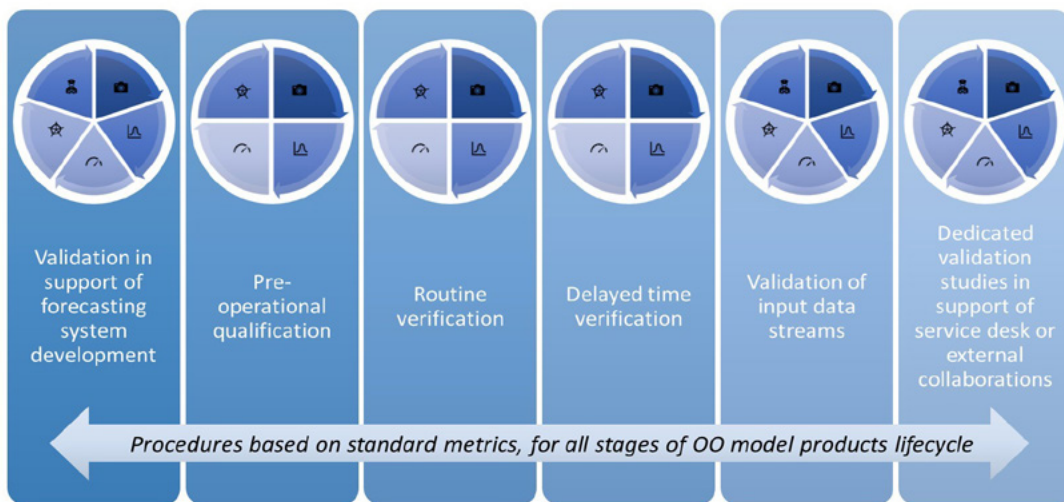 Validation in
support of
forecasting
system
development
Pre-
operational
qualification
Routine
verification
Delayed time
verification
Validation of
input data
streams
Dedicated
validation
studies in
support of
service desk or
external
collaborations
Procedures based on standard metrics, for all stages of OO model products lifecycle